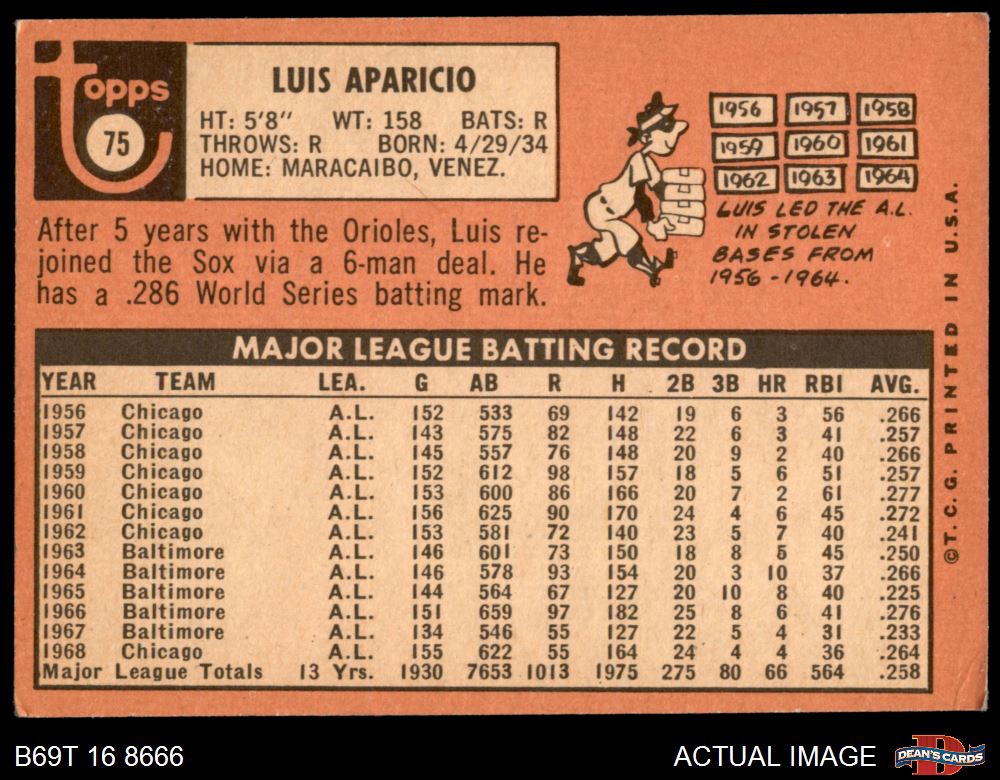 topps
75
LUIS APARICIO
HT: 5'8" WT: 158 BATS: R
THROWS: R BORN: 4/29/34
HOME: MARACAIBO, VENEZ.
After 5 years with the Orioles, Luis re-
joined the Sox via a 6-man deal. He
has a .286 World Series batting mark.
1956 1957 1958
1959 1960 1961
1962 1963 1964
LUIS LED THE A.L.
IN STOLEN
BASES FROM
1956-1964.
MAJOR LEAGUE BATTING RECORD
YEAR TEAM LEA. G AB R H 2B 3B HR RBI AVG.
1956 Chicago A.L. 152 533 69 142 19 6 3 56 .266
1957 Chicago A.L. 143 575 82 148 22 6 3 41 .257
1958 Chicago A.L. 145 557 76 148 20 9 2 40 .266
1959 Chicago A.L. 152 612 98 157 18 5 6 51 .257
1960 Chicago A.L. 153 600 86 166 20 7 2 61 .277
1961 Chicago A.L. 156 625 90 170 24 4 6 45 .272
1962 Chicago A.L. 153 581 72 140 23 5 7 40 .241
1963 Baltimore A.L. 146 601 73 150 18 8 5 45 .250
1964 Baltimore A.L. 146 578 93 154 20 3 10 37 .266
1965 Baltimore A.L. 144 564 67 127 20 10 8 40 .225
1966 Baltimore A.L. 151 659 97 182 25 8 6 41 .276
1967 Baltimore A.L. 134 546 55 127 22 5 4 31 .233
1968 Chicago A.L. 155 622 55 164 24 4 4 36 .264
Major League Totals 13 Yrs. 1930 7653 1013 1975 275 80 66 564 .258
©T.C.G. PRINTED IN U.S.A.
B69T 16 8666
ACTUAL IMAGE
D
DEAN'S CARDS